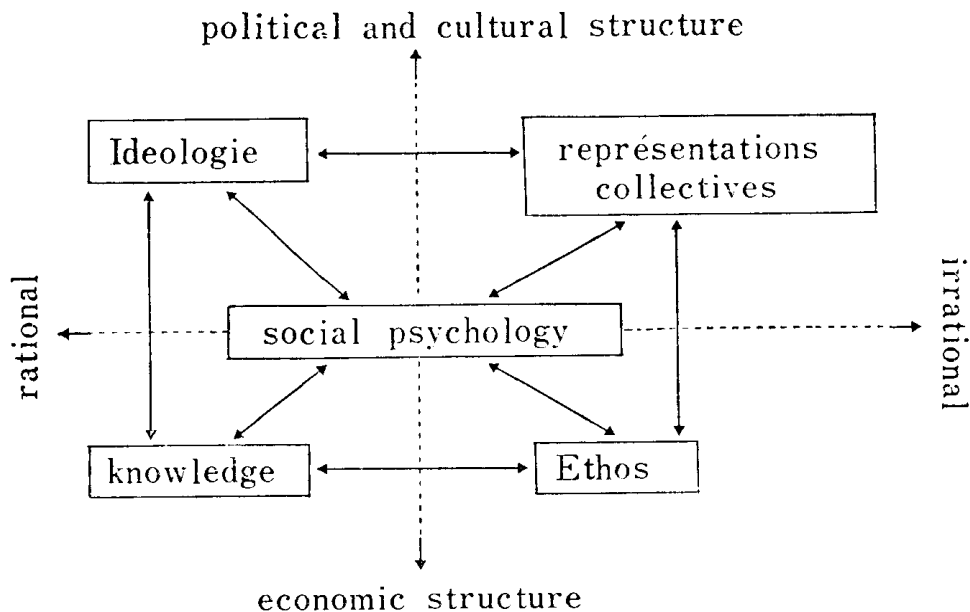 political and cultural structure
Ideologie
représentations
collectives
rational
social psychology
irrational
knowledge
Ethos
economic structure